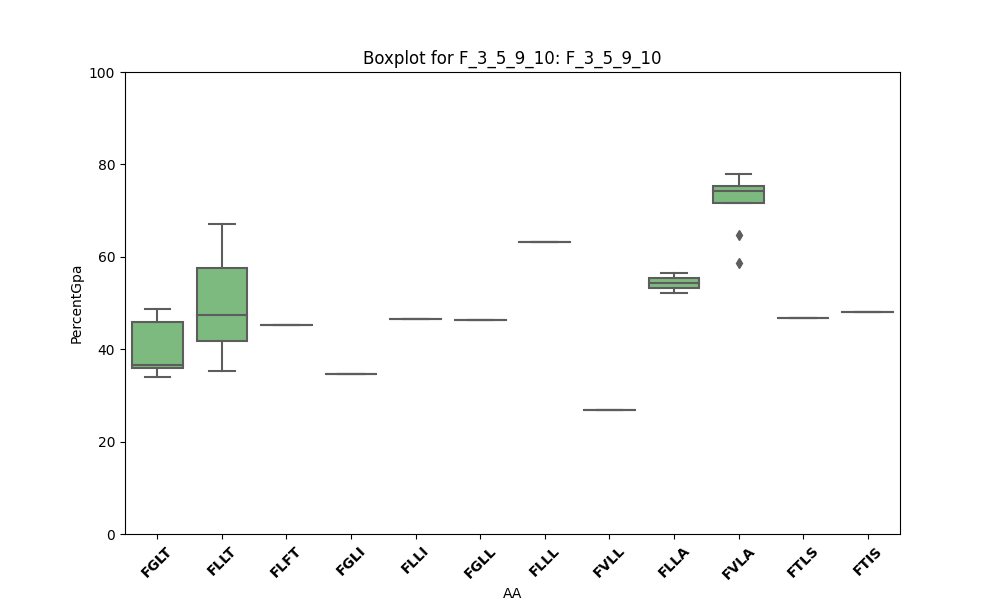 Boxplot for F_3_5_9_10: F_3_5_9_10
100
80
60
40
20
0
PercentGpa
FGLT FLLT FLFT FGLI FLLI FGLL FLLL FVLL FLLA FVLA FTLS FTIS
AA